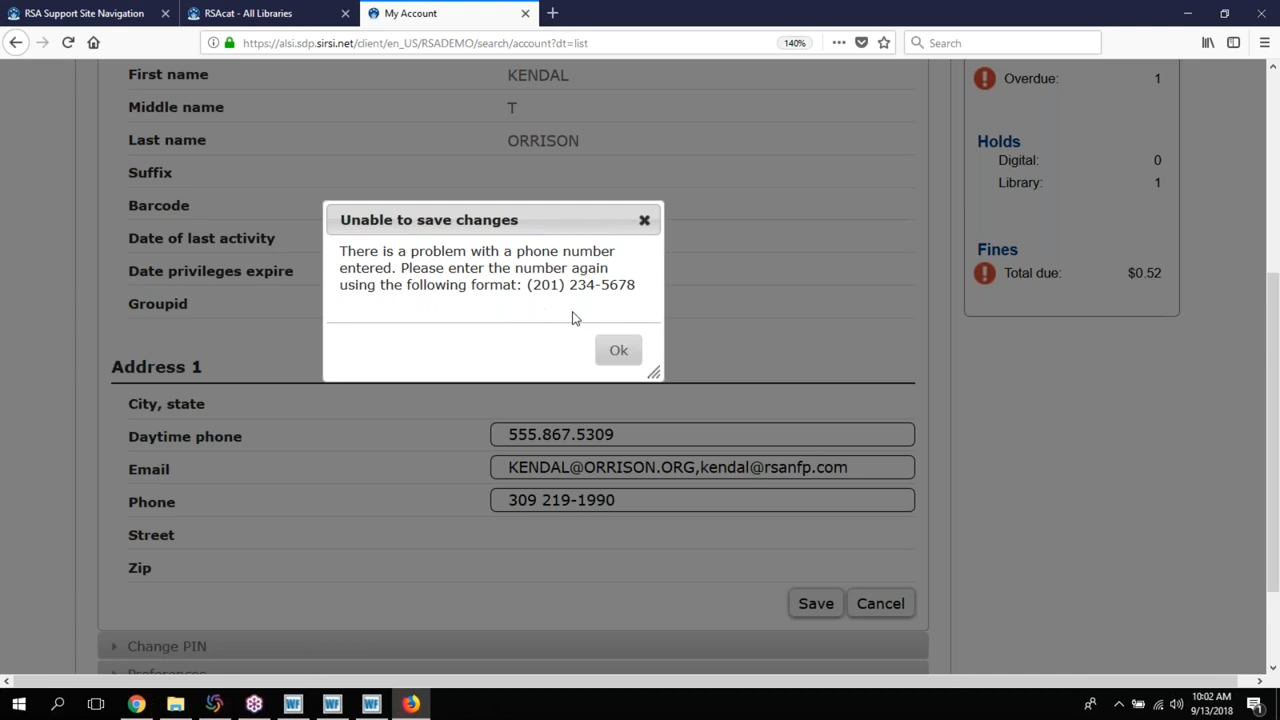 RSA Support Site Navigation
RSAcat - All Libraries
My Account
https://alsi.sdp.sirsi.net/client/en_US/RSADEMO/search/account?dt=list
140%
Search
First name KENDAL
Middle name T
Last name ORRISON
Suffix
Barcode
Date of last activity
Date privileges expire
Groupid
Overdue: 1
Holds
Digital: 0
Library: 1
Fines
Total due: $0.52
Unable to save changes
There is a problem with a phone number
entered. Please enter the number again
using the following format: (201) 234-5678
Ok
Address 1
City, state
Daytime phone 555.867.5309
Email KENDAL@ORRISON.ORG,kendal@rsanfp.com
Phone 309 219-1990
Street
Zip
Save Cancel
Change PIN
Preferences
WF WF WF
10:02 AM
9/13/2018
1